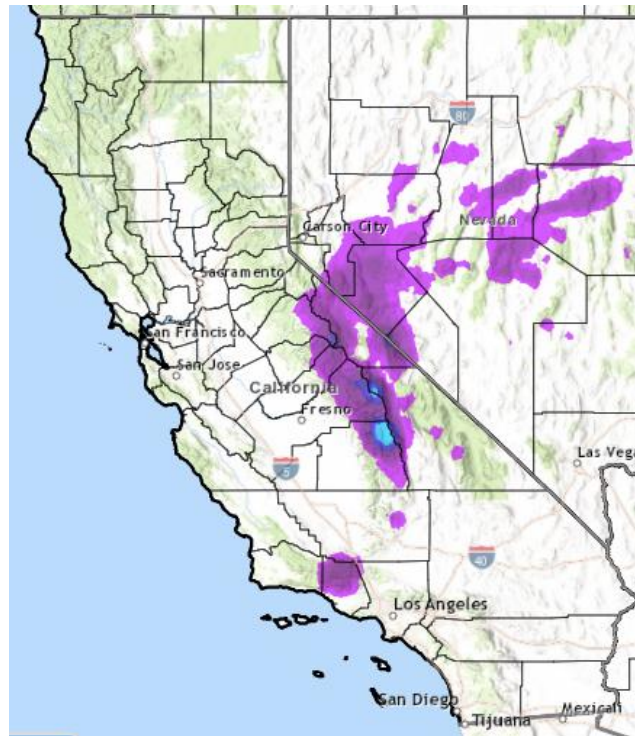 80
Carson City
Nevada
Sacramento
San Francisco
San Jose
California
Fresno
5
Las Vega
40
Los Angeles
San Diego
Tijuana
Mexicali